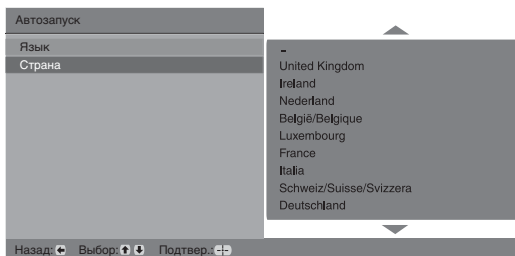 Автозапуск
Язык
Страна
-
United Kingdom
Ireland
Nederland
België/Belgique
Luxembourg
France
Italia
Schweiz/Suisse/Svizzera
Deutschland
Назад: Выбор: Подтвер.: